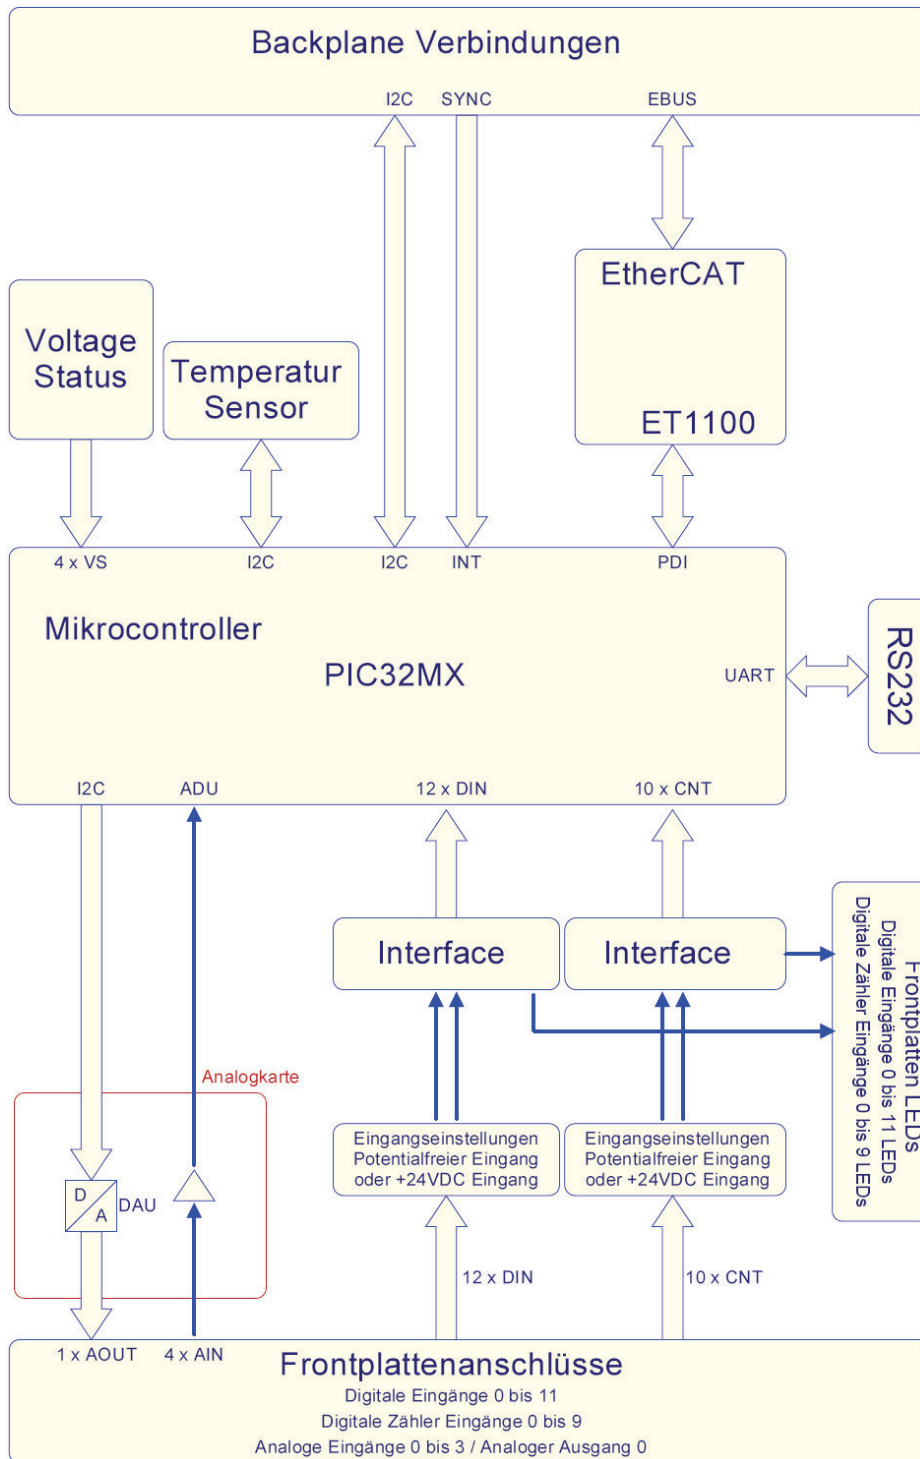 Backplane Verbindungen
I2C SYNC EBUS
EtherCAT
ET1100
Voltage
Status
Temperatur
Sensor
4 x VS I2C I2C INT PDI
Mikrocontroller
PIC32MX
UART
RS232
I2C ADU 12 x DIN 10 x CNT
Interface Interface
Frontplatten LEDs
Digitale Eingänge 0 bis 11 LEDs
Digitale Zähler Eingänge 0 bis 9 LEDs
Analogkarte
Eingangseinstellungen
Potentialfreier Eingang
oder +24VDC Eingang
Eingangseinstellungen
Potentialfreier Eingang
oder +24VDC Eingang
D
A
DAU
12 x DIN 10 x CNT
1 x AOUT 4 x AIN
Frontplattenanschlüsse
Digitale Eingänge 0 bis 11
Digitale Zähler Eingänge 0 bis 9
Analoge Eingänge 0 bis 3 / Analoger Ausgang 0